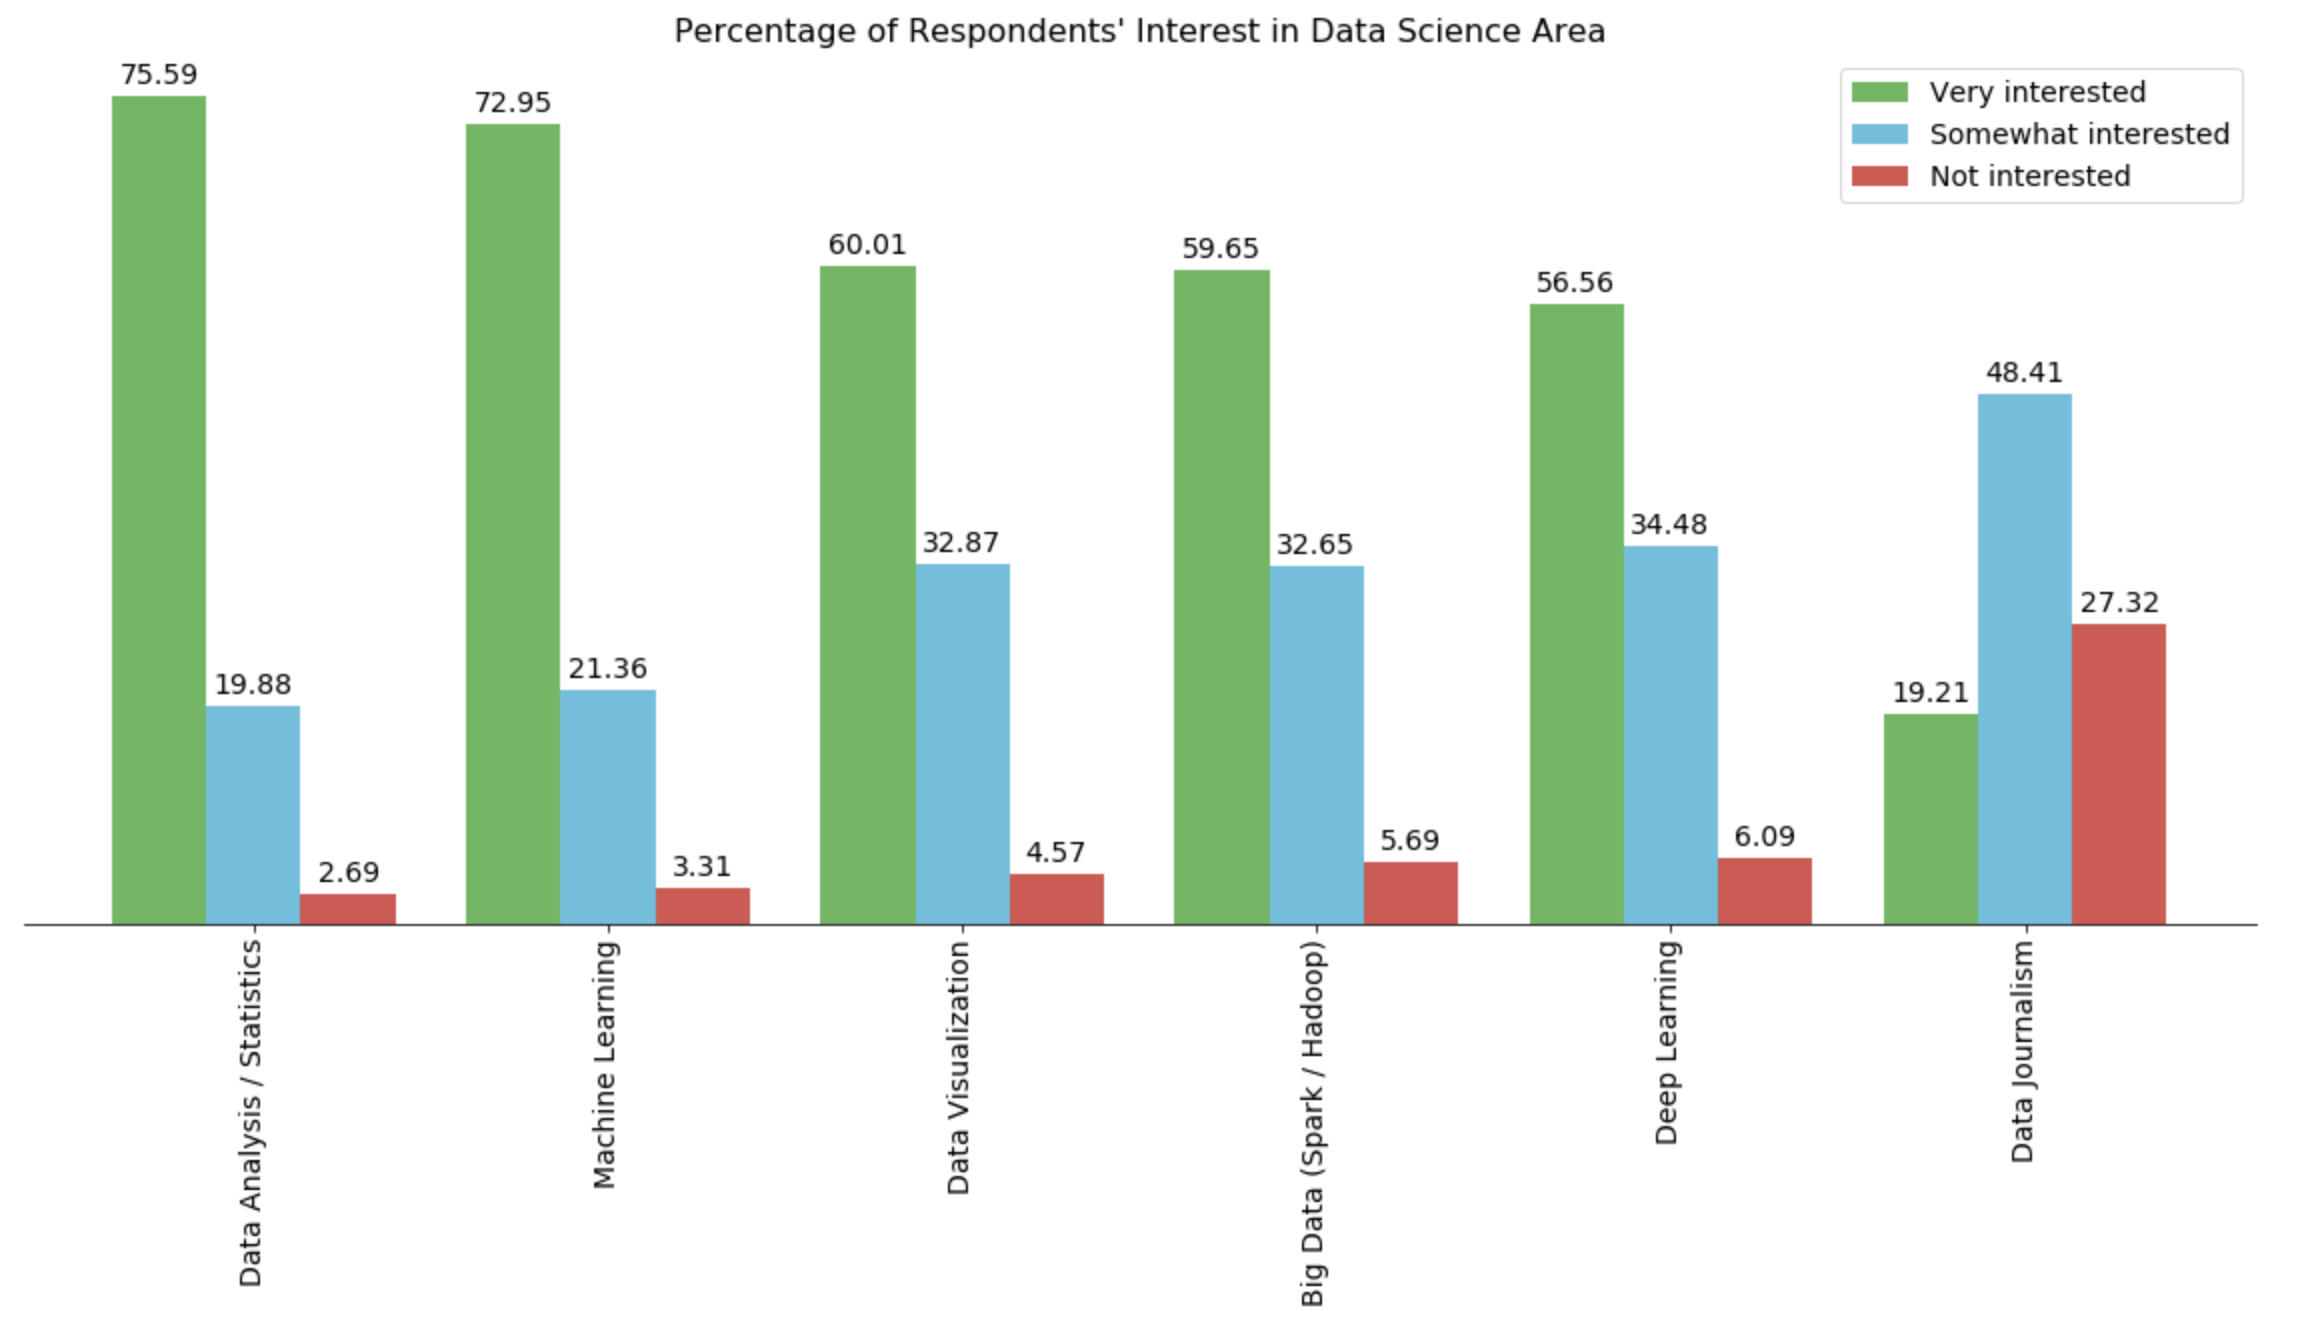 Percentage of Respondents' Interest in Data Science Area
Very interested
Somewhat interested
Not interested
75.59
19.88
2.69
72.95
21.36
3.31
60.01
32.87
4.57
59.65
32.65
5.69
56.56
34.48
6.09
19.21
48.41
27.32
Data Analysis / Statistics
Machine Learning
Data Visualization
Big Data (Spark / Hadoop)
Deep Learning
Data Journalism